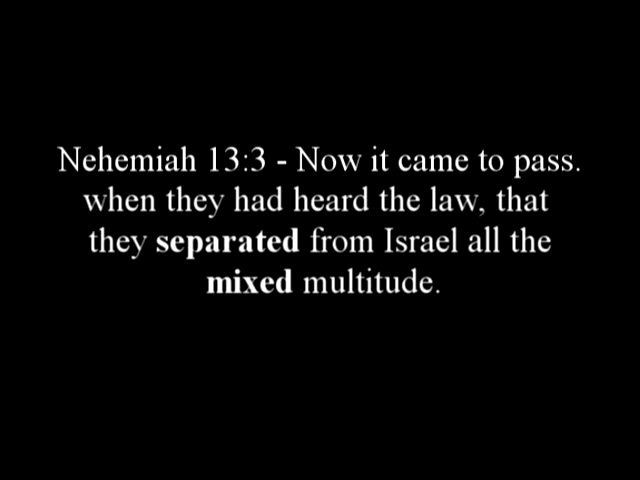 Nehemiah 13:3 - Now it came to pass.
when they had heard the law, that
they separated from Israel all the
mixed multitude.